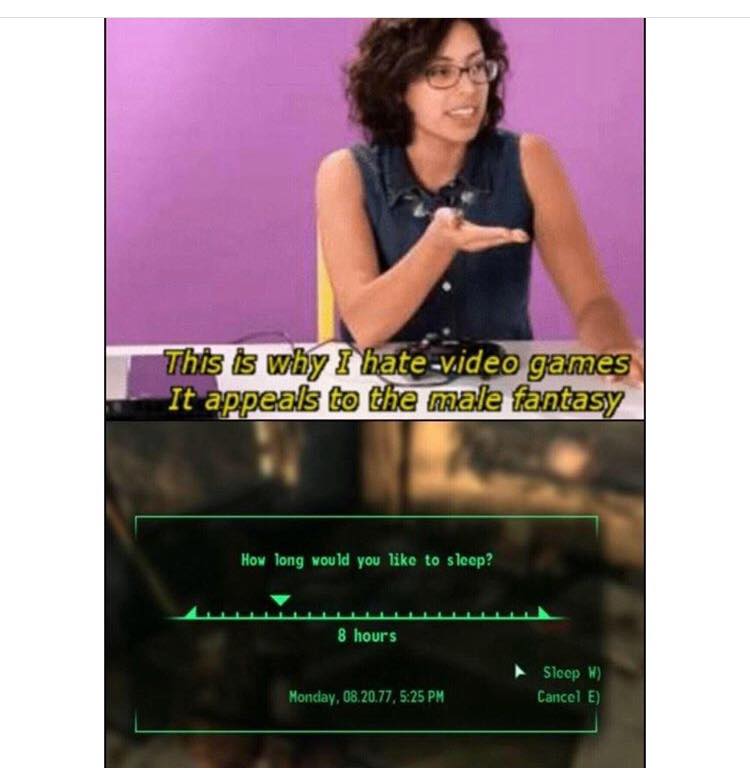 This is why I hate video games
It appeals to the male fantasy
How long would you like to sleep?
8 hours
Sleep W)
Monday, 08.20.77, 5:25 PM
Cancel E)